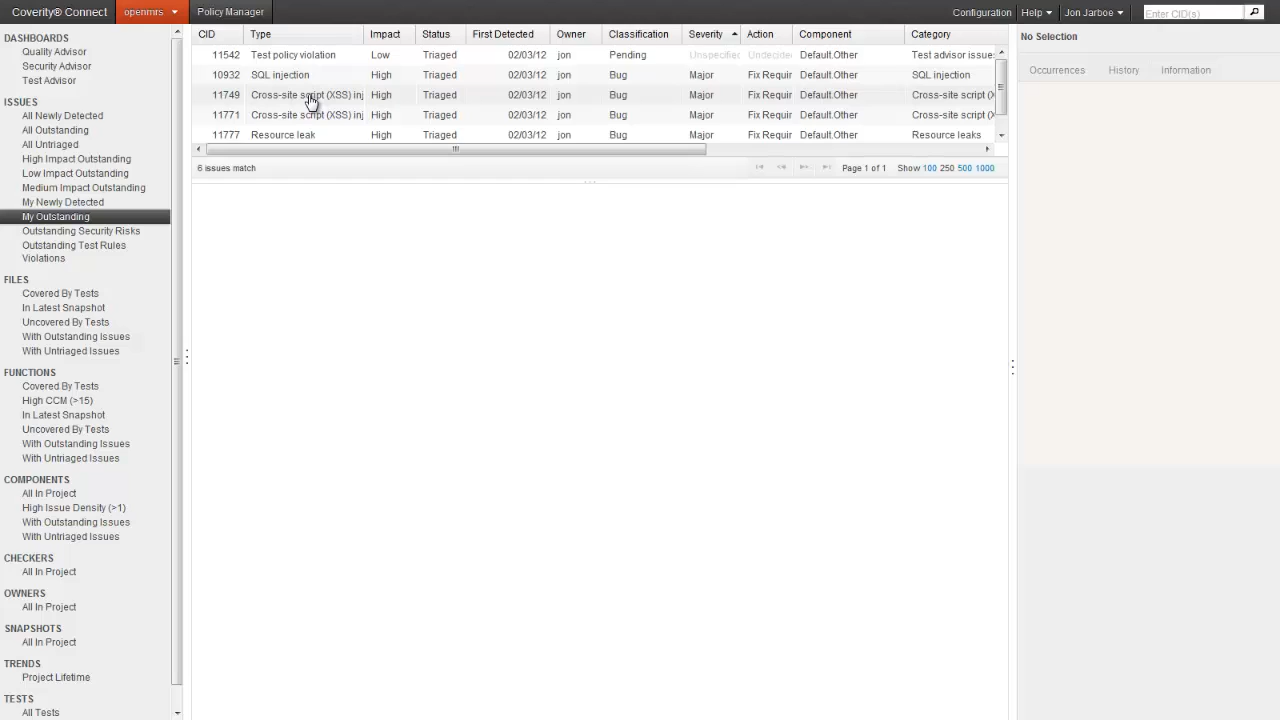 Coverity® Connect openmrs Policy Manager Configuration Help Jon Jarboe Enter CID(s)
DASHBOARDS
Quality Advisor
Security Advisor
Test Advisor
ISSUES
All Newly Detected
All Outstanding
All Untriaged
High Impact Outstanding
Low Impact Outstanding
Medium Impact Outstanding
My Newly Detected
My Outstanding
Outstanding Security Risks
Outstanding Test Rules
Violations
FILES
Covered By Tests
In Latest Snapshot
Uncovered By Tests
With Outstanding Issues
With Untriaged Issues
FUNCTIONS
Covered By Tests
High CCM (>15)
In Latest Snapshot
Uncovered By Tests
With Outstanding Issues
With Untriaged Issues
COMPONENTS
All In Project
High Issue Density (>1)
With Outstanding Issues
With Untriaged Issues
CHECKERS
All In Project
OWNERS
All In Project
SNAPSHOTS
All In Project
TRENDS
Project Lifetime
TESTS
All Tests
CID Type Impact Status First Detected Owner Classification Severity Action Component Category
11542 Test policy violation Low Triaged 02/03/12 jon Pending Unspecified Undecided Default.Other Test advisor issues
10932 SQL injection High Triaged 02/03/12 jon Bug Major Fix Requir Default.Other SQL injection
11749 Cross-site script (XSS) inj High Triaged 02/03/12 jon Bug Major Fix Requir Default.Other Cross-site script (X
11771 Cross-site script (XSS) inj High Triaged 02/03/12 jon Bug Major Fix Requir Default.Other Cross-site script (X
11777 Resource leak High Triaged 02/03/12 jon Bug Major Fix Requir Default.Other Resource leaks
6 issues match Page 1 of 1 Show 100 250 500 1000
No Selection
Occurrences History Information